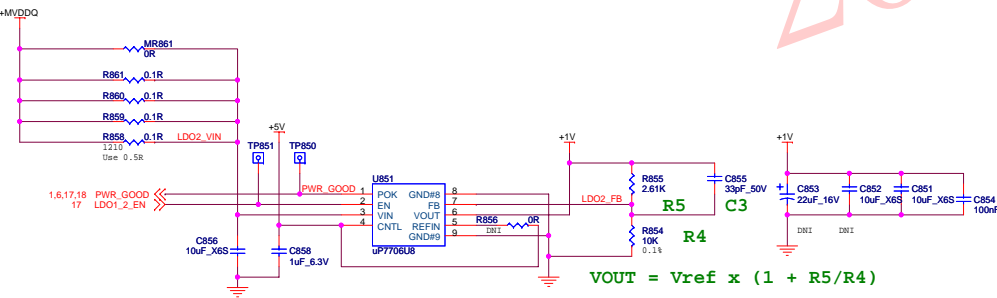 +MVDDQ
MR861
0R
R861 0.1R
R860 0.1R
R859 0.1R
R858 0.1R LDO2_VIN
1210
Use 0.5R
+5V
TP851 TP850
U851
1,6,17,18 PWR_GOOD
17 LDO1_2_EN
PWR_GOOD
1 POK GND#8 8
2 EN FB 7
3 VIN VOUT 6
4 CNTL REFIN 5
GND#9 9
uP7706U8
R856 0R
DNI
C856
10uF_X6S
C858
1uF_6.3V
+1V
LDO2_FB
R855
2.61K
R5
C855
33pF_50V
C3
R854
10K
0.1%
R4
VOUT = Vref x (1 + R5/R4)
+1V
+
C853
22uF_16V
DNI
C852
10uF_X6S
DNI
C851
10uF_X6S
C854
100nF